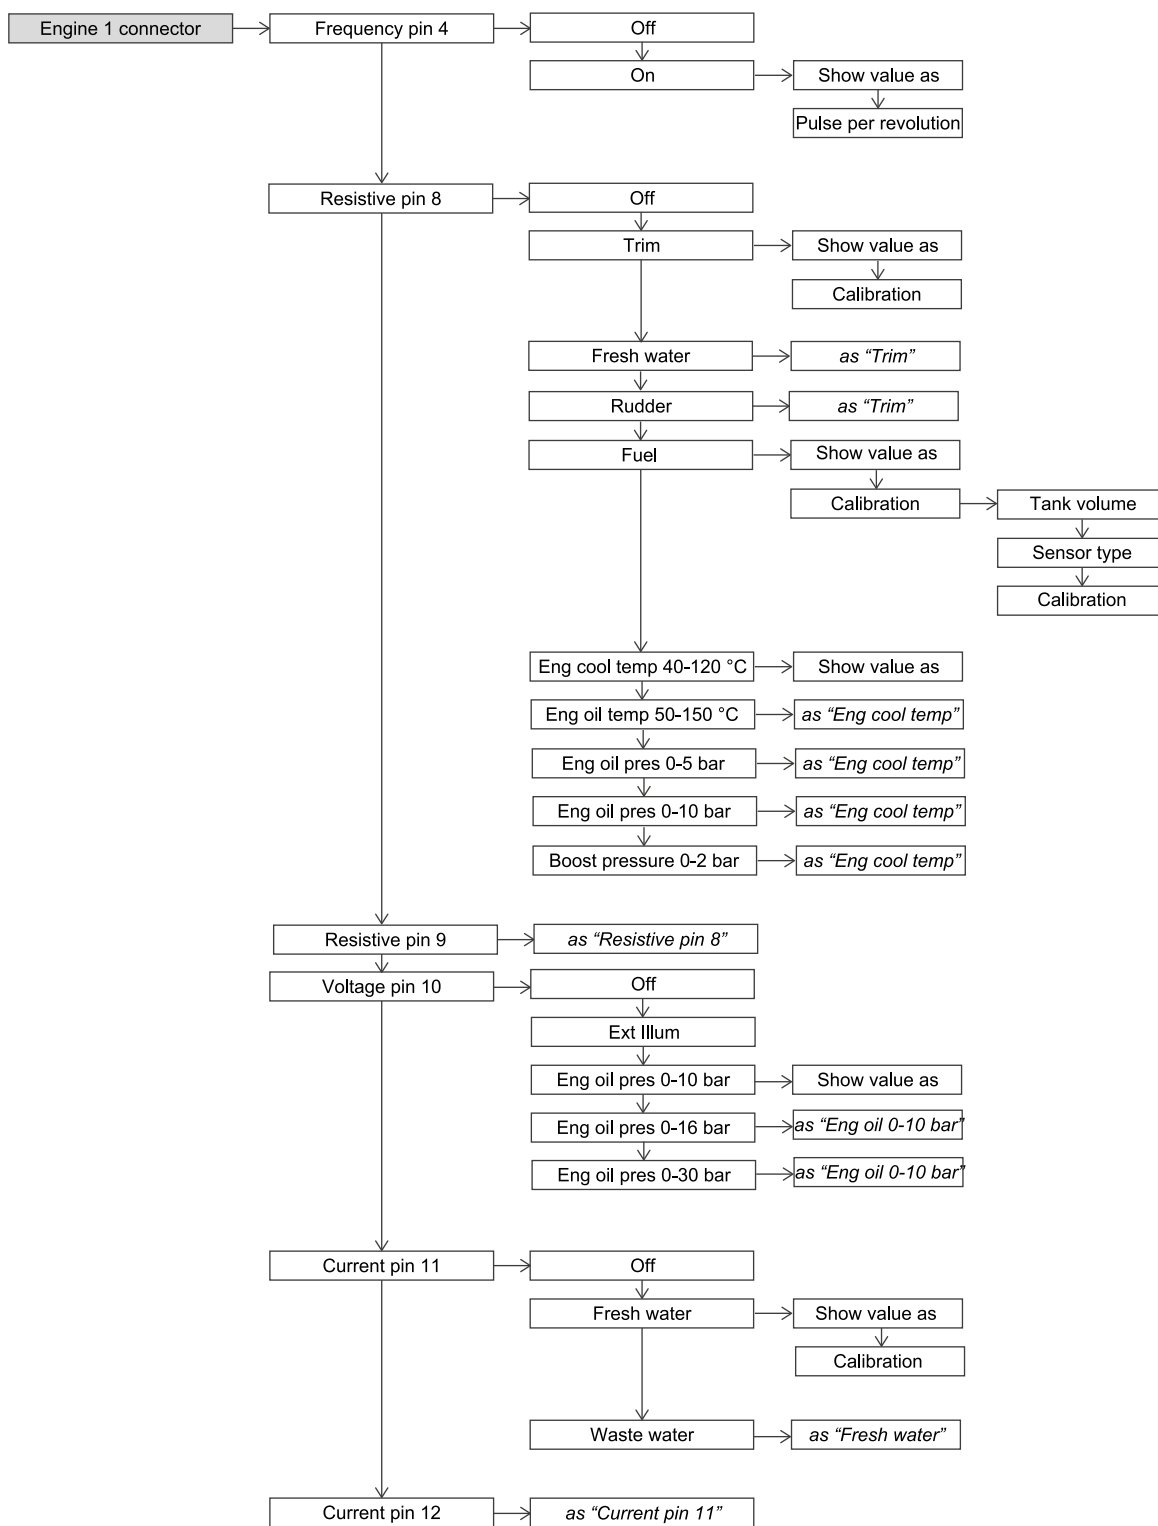 Engine 1 connector
Frequency pin 4
Off
On
Show value as
Pulse per revolution
Resistive pin 8
Off
Trim
Show value as
Calibration
Fresh water
as “Trim”
Rudder
as “Trim”
Fuel
Show value as
Calibration
Tank volume
Sensor type
Calibration
Eng cool temp 40-120 °C
Show value as
Eng oil temp 50-150 °C
as “Eng cool temp”
Eng oil pres 0-5 bar
as “Eng cool temp”
Eng oil pres 0-10 bar
as “Eng cool temp”
Boost pressure 0-2 bar
as “Eng cool temp”
Resistive pin 9
as “Resistive pin 8”
Voltage pin 10
Off
Ext Illum
Eng oil pres 0-10 bar
Show value as
Eng oil pres 0-16 bar
as “Eng oil 0-10 bar”
Eng oil pres 0-30 bar
as “Eng oil 0-10 bar”
Current pin 11
Off
Fresh water
Show value as
Calibration
Waste water
as “Fresh water”
Current pin 12
as “Current pin 11”